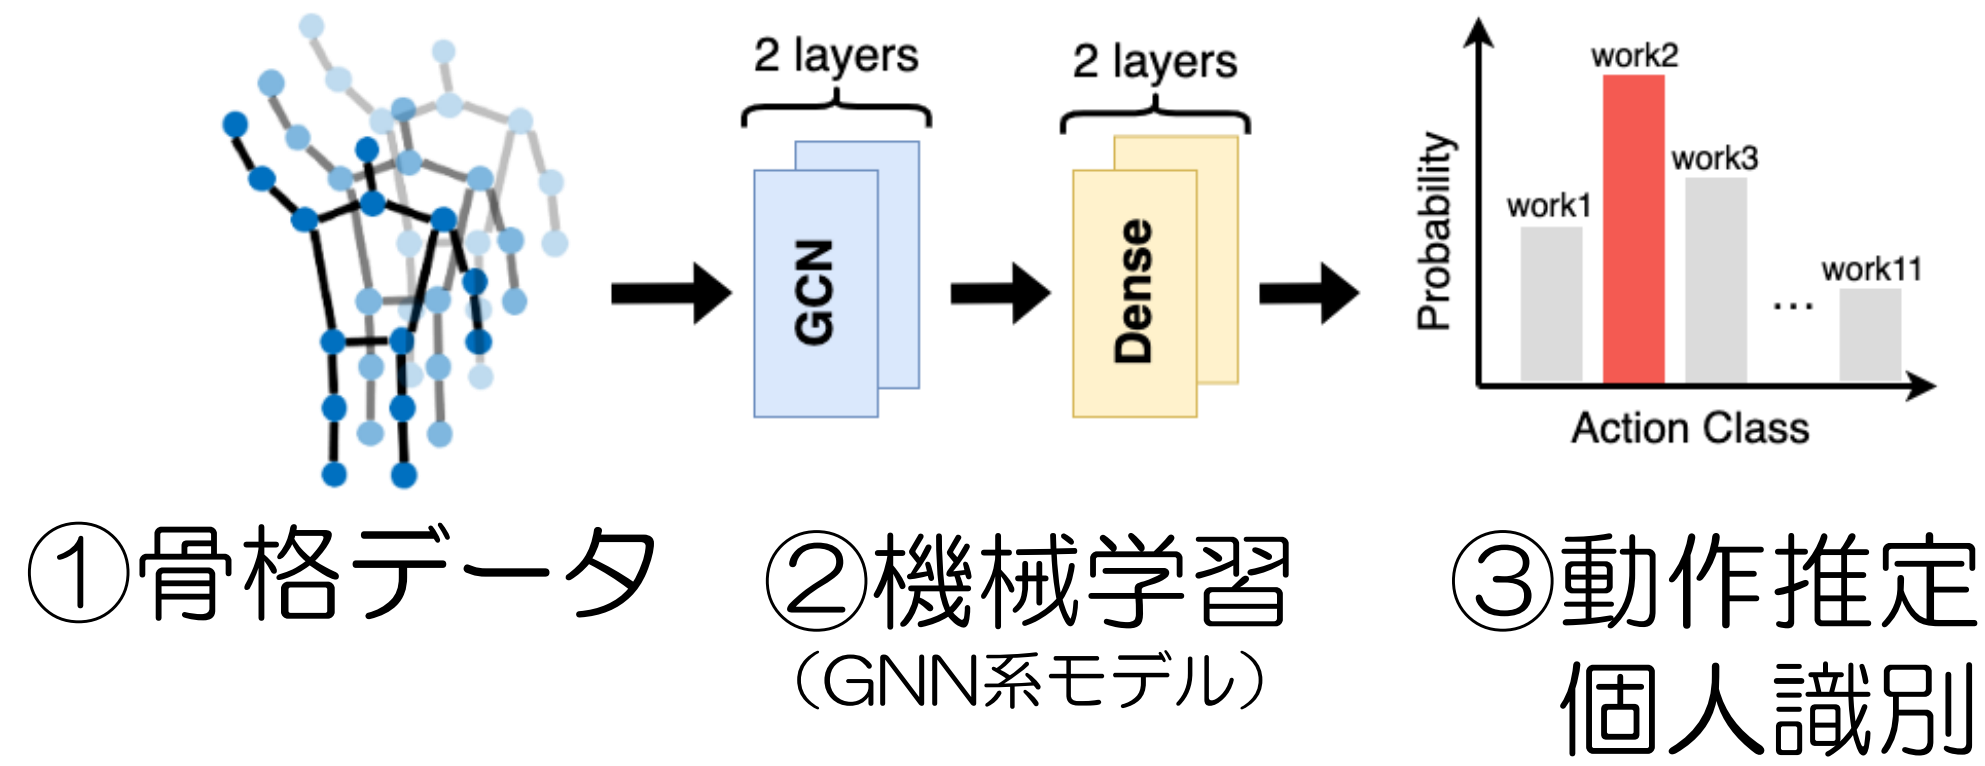 2 layers
GCN
2 layers
Dense
Probability
work1
work2
work3
...
work11
Action Class
①骨格データ
②機械学習
（GNN系モデル）
③動作推定
個人識別